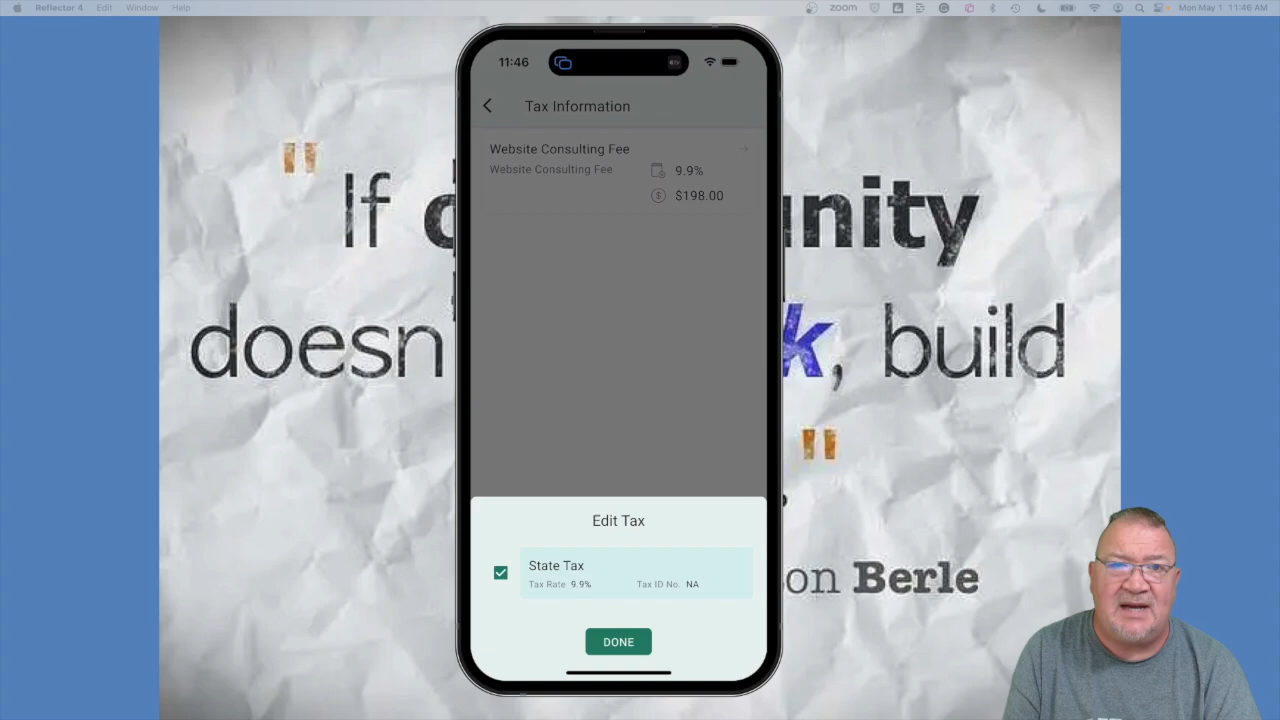 Reflector 4 Edit Window Help
zoom
Mon May 1 11:46 AM
11:46
Tax Information
Website Consulting Fee
Website Consulting Fee 9.9%
$198.00
" If
unity
doesn k, build
"
on Berle
Edit Tax
State Tax
Tax Rate 9.9% Tax ID No. NA
DONE